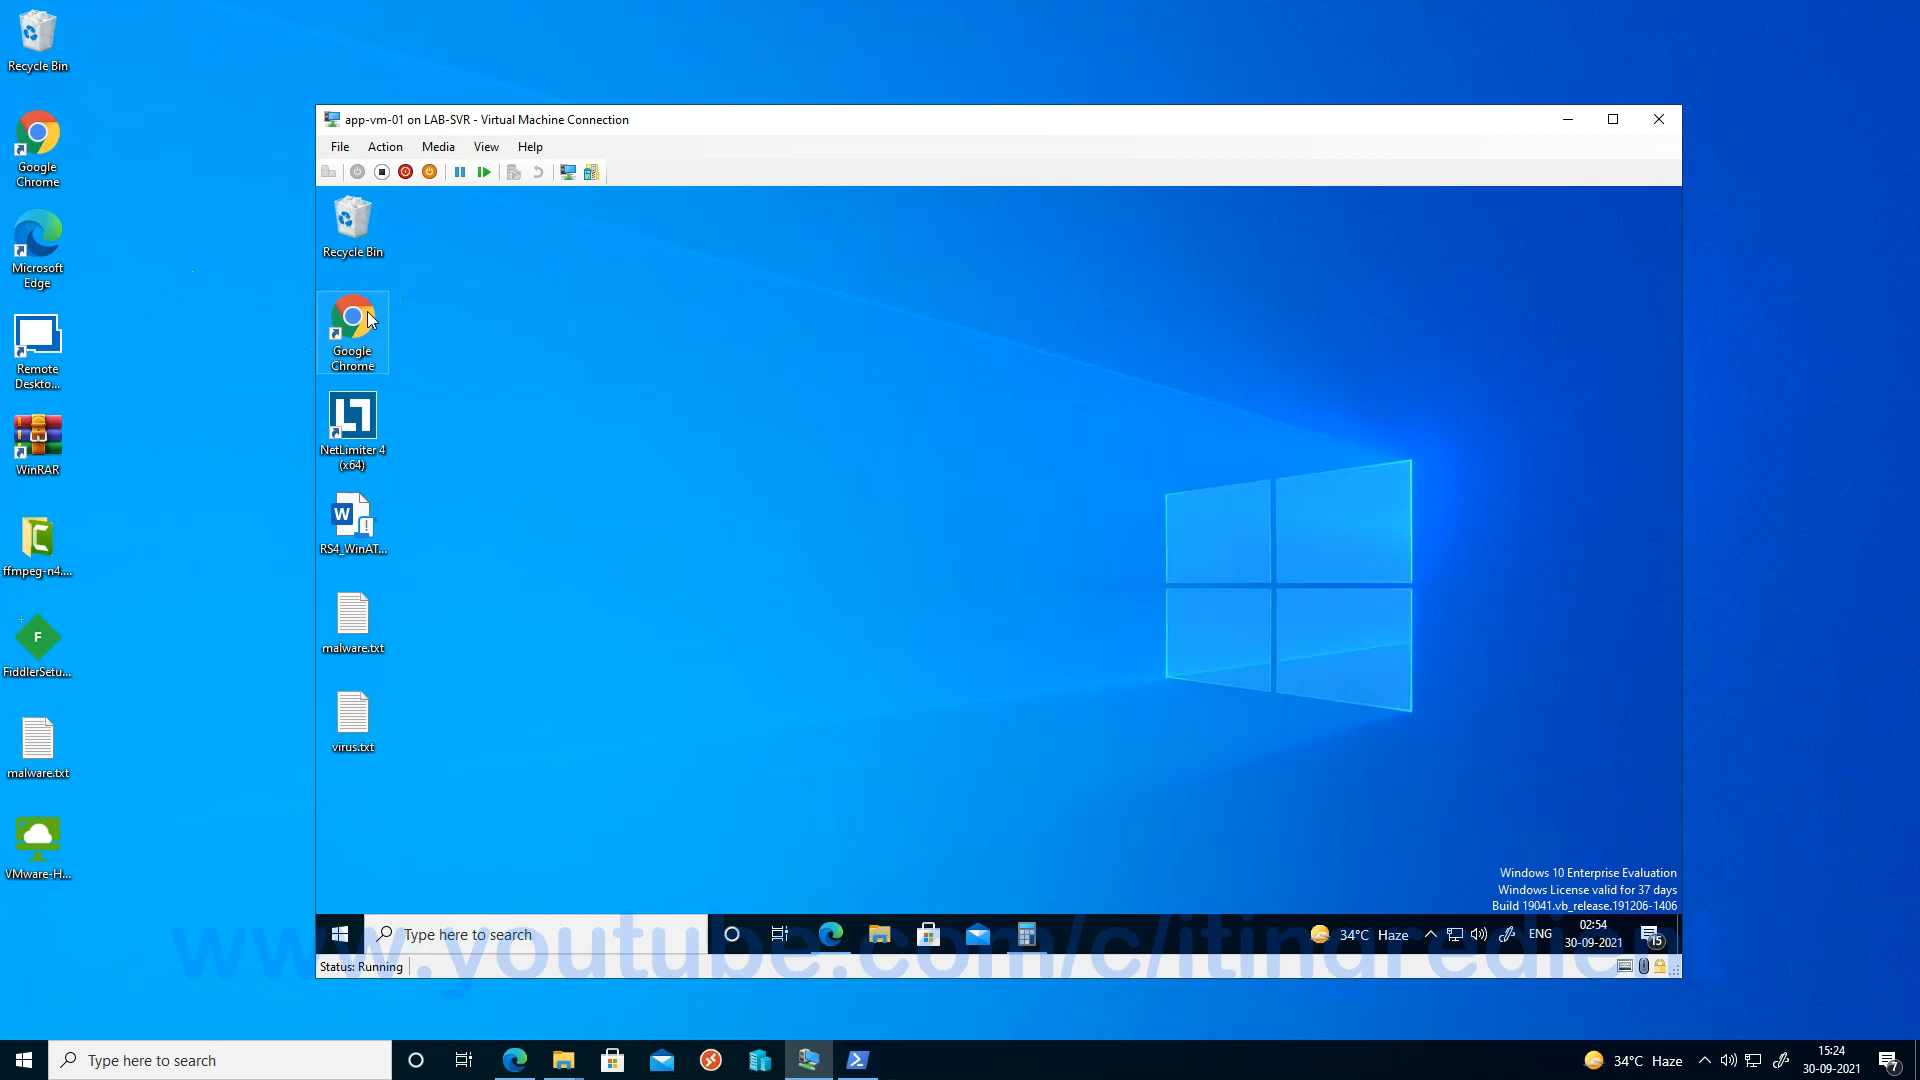 Recycle Bin
Google
Chrome
Microsoft
Edge
Remote
Deskto...
WinRAR
ffmpeg-n4....
FiddlerSetu...
malware.txt
VMware-H...
app-vm-01 on LAB-SVR - Virtual Machine Connection
File Action Media View Help
Recycle Bin
Google
Chrome
NetLimiter 4
(x64)
RS4_WinAT...
malware.txt
virus.txt
Windows 10 Enterprise Evaluation
Windows License valid for 37 days
Build 19041.vb_release.191206-1406
Type here to search
34°C Haze
ENG
02:54
30-09-2021
15
Status: Running
www.youtube.com/c/itingredient
Type here to search
34°C Haze
15:24
30-09-2021
7